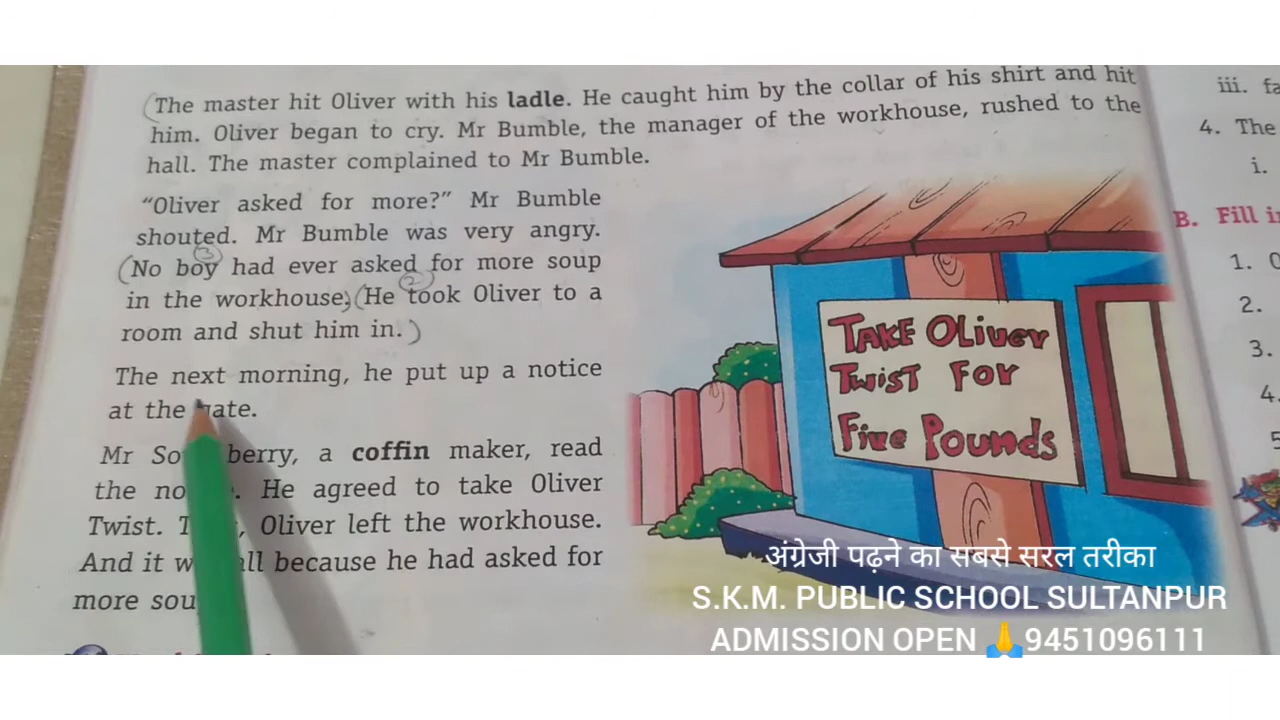 (The master hit Oliver with his ladle. He caught him by the collar of his shirt and hit
him. Oliver began to cry. Mr Bumble, the manager of the workhouse, rushed to the
hall. The master complained to Mr Bumble.
“Oliver asked for more?” Mr Bumble
shouted. Mr Bumble was very angry.
3
(No boy had ever asked for more soup
2
in the workhouse.)(He took Oliver to a
room and shut him in.)
The next morning, he put up a notice
at the gate.
Mr berry, a coffin maker, read
the He agreed to take Oliver
Twist. Oliver left the workhouse.
And it because he had asked for
more
TAKE OLIVER
TWIST FOR
FIVE POUNDS
iii.
4. The
i.
B. Fill
1.
2.
3.
4.
5
अंग्रेजी पढ़ने का सबसे सरल तरीका
S.K.M. PUBLIC SCHOOL SULTANPUR
ADMISSION OPEN 🙏9451096111